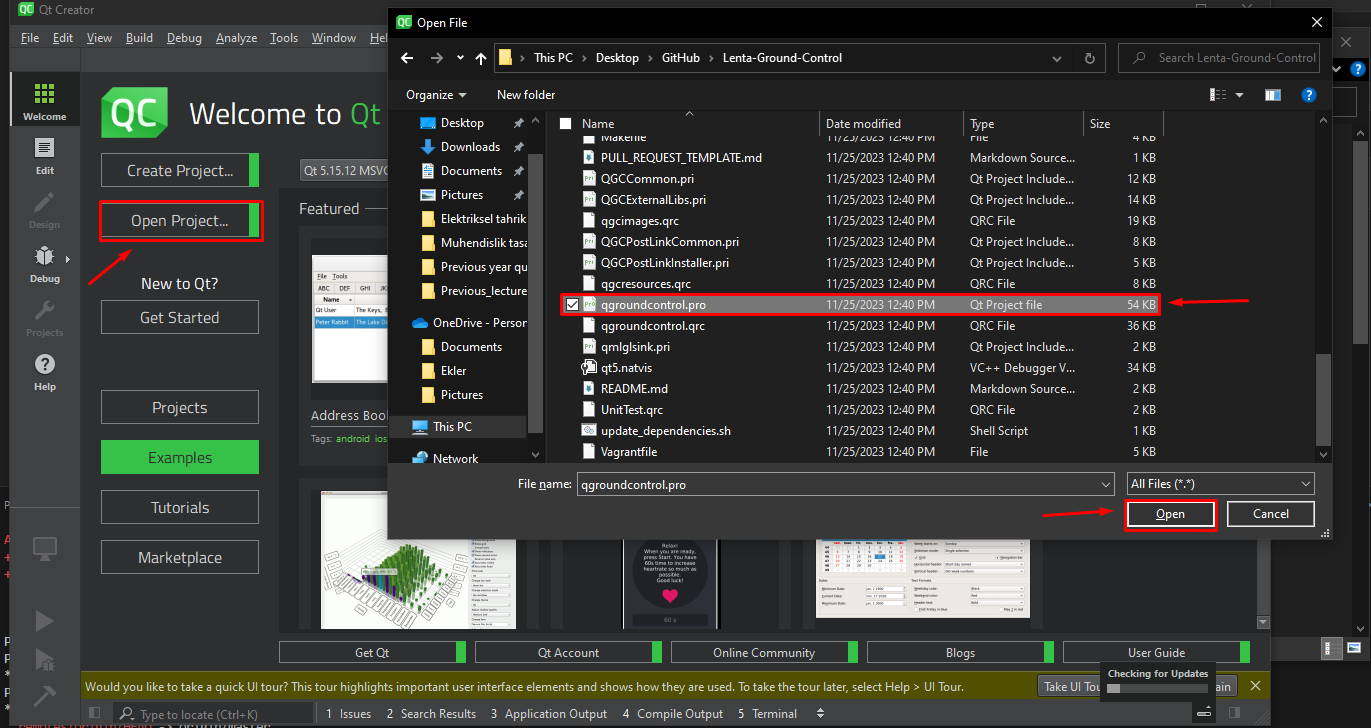 Qt Creator
File Edit View Build Debug Analyze Tools Window Hel
Welcome
Edit
Design
Debug
Projects
Help
QC Welcome to Qt
Create Project...
Open Project...
New to Qt?
Get Started
Projects
Examples
Tutorials
Marketplace
Qt 5.15.12 MSVC
Featured
File Tools
ABC DEF GHI JK
Name
Qt User The Keys, E
Peter Rabbit The Lake Di
Address Boo
Tags: android ios
QC Open File
This PC > Desktop > GitHub > Lenta-Ground-Control
Search Lenta-Ground-Control
Organize New folder
Desktop
Downloads
Documents
Pictures
Elektriksel tahrik
Muhendislik tasa
Previous year qu
Previous_lecture
OneDrive - Person
Documents
Ekler
Pictures
This PC
Network
Name Date modified Type Size
Makefile 11/25/2023 12:40 PM File 4 KB
PULL_REQUEST_TEMPLATE.md 11/25/2023 12:40 PM Markdown Source... 1 KB
QGCCommon.pri 11/25/2023 12:40 PM Qt Project Include... 12 KB
QGCExternalLibs.pri 11/25/2023 12:40 PM Qt Project Include... 14 KB
qgcimages.qrc 11/25/2023 12:40 PM QRC File 19 KB
QGCPostLinkCommon.pri 11/25/2023 12:40 PM Qt Project Include... 8 KB
QGCPostLinkInstaller.pri 11/25/2023 12:40 PM Qt Project Include... 5 KB
qgcresources.qrc 11/25/2023 12:40 PM QRC File 8 KB
qgroundcontrol.pro 11/25/2023 12:40 PM Qt Project file 54 KB
qgroundcontrol.qrc 11/25/2023 12:40 PM QRC File 36 KB
qmlglsink.pri 11/25/2023 12:40 PM Qt Project Include... 2 KB
qt5.natvis 11/25/2023 12:40 PM VC++ Debugger V... 34 KB
README.md 11/25/2023 12:40 PM Markdown Source... 2 KB
UnitTest.qrc 11/25/2023 12:40 PM QRC File 2 KB
update_dependencies.sh 11/25/2023 12:40 PM Shell Script 1 KB
Vagrantfile 11/25/2023 12:40 PM File 5 KB
File name: qgroundcontrol.pro All Files (*.*)
Open Cancel
Relax!
When you are ready,
press Start. You have
60s time to increase
heartrate so much as
possible.
Good luck!
60 s
Get Qt Qt Account Online Community Blogs User Guide
Checking for Updates
Would you like to take a quick UI tour? This tour highlights important user interface elements and shows how they are used. To take the tour later, select Help > UI Tour. Take UI Tou ain
Type to locate (Ctrl+K) 1 Issues 2 Search Results 3 Application Output 4 Compile Output 5 Terminal